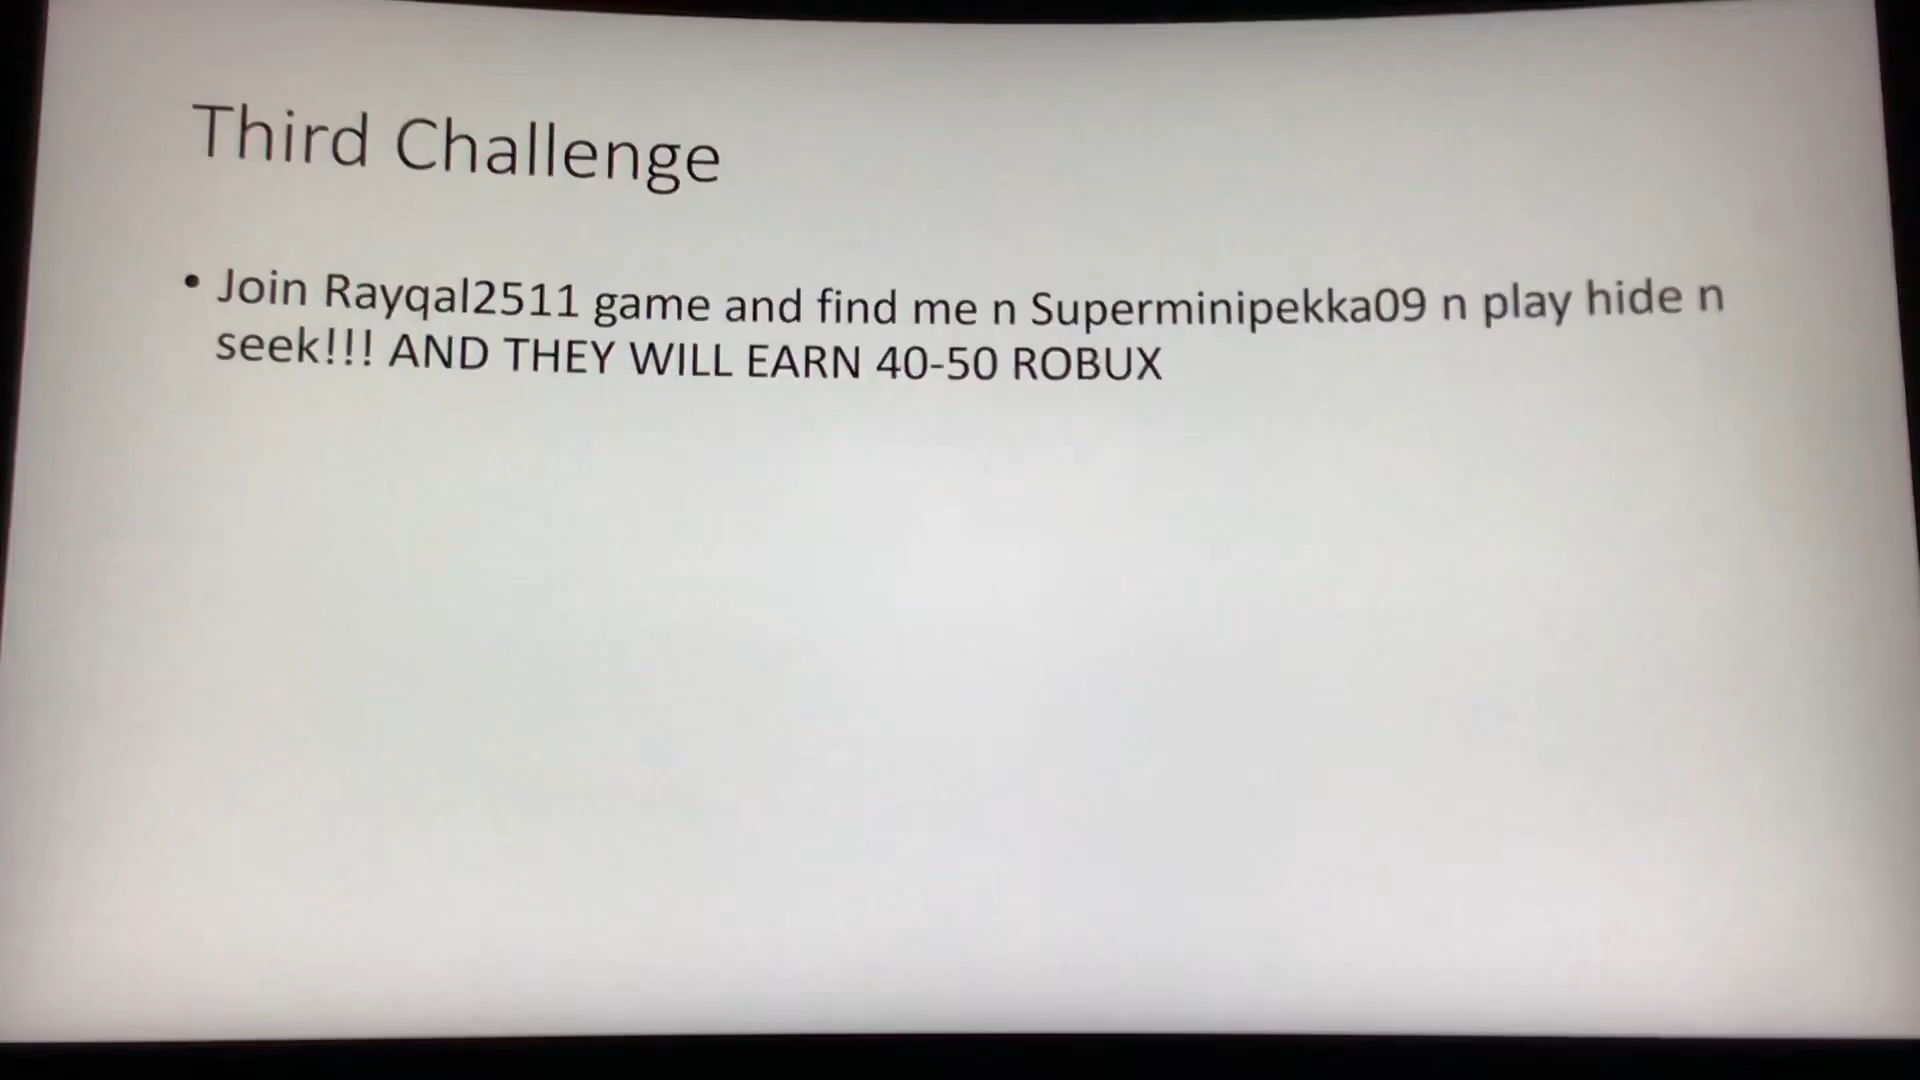 Third Challenge
• Join Rayqal2511 game and find me n Superminipekka09 n play hide n
seek!!! AND THEY WILL EARN 40-50 ROBUX